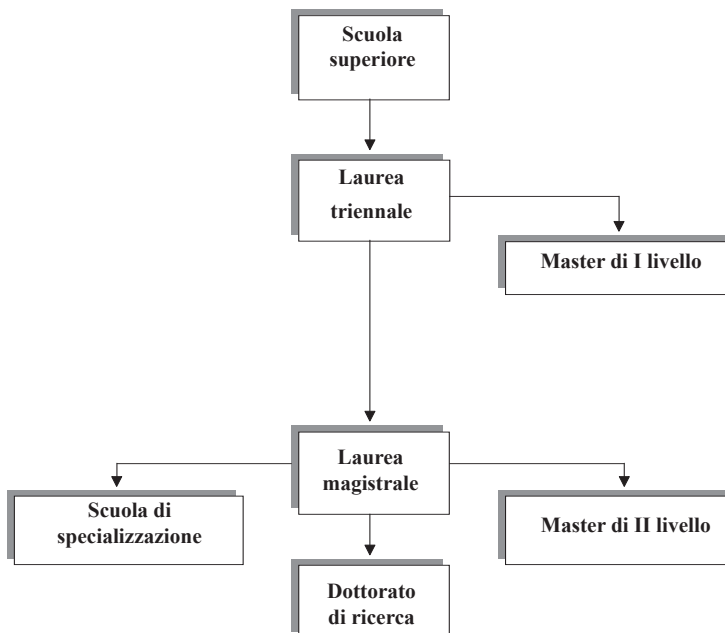 Scuola
superiore
Laurea
triennale
Master di I livello
Laurea
magistrale
Scuola di
specializzazione
Master di II livello
Dottorato
di ricerca